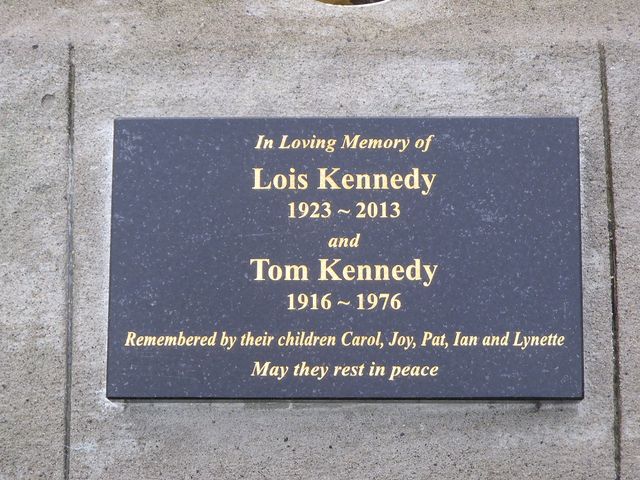 In Loving Memory of
Lois Kennedy
1923 ~ 2013
and
Tom Kennedy
1916 ~ 1976
Remembered by their children Carol, Joy, Pat, Ian and Lynette
May they rest in peace